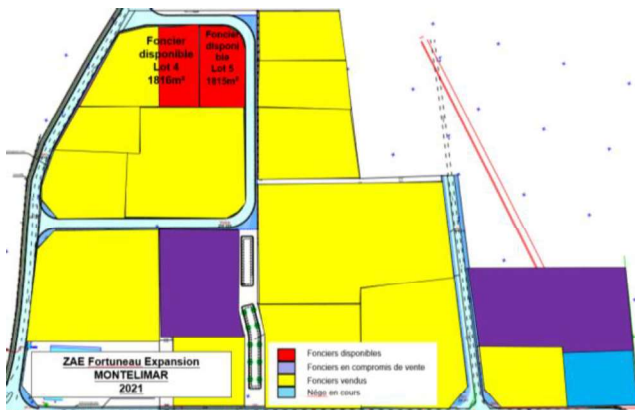 Foncier
disponible
Lot 4
1816m²
Foncier
disponi
ble
Lot 5
1815m²
ZAE Fortuneau Expansion
MONTELIMAR
2021
Fonciers disponibles
Fonciers en compromis de vente
Fonciers vendus
Négo en cours